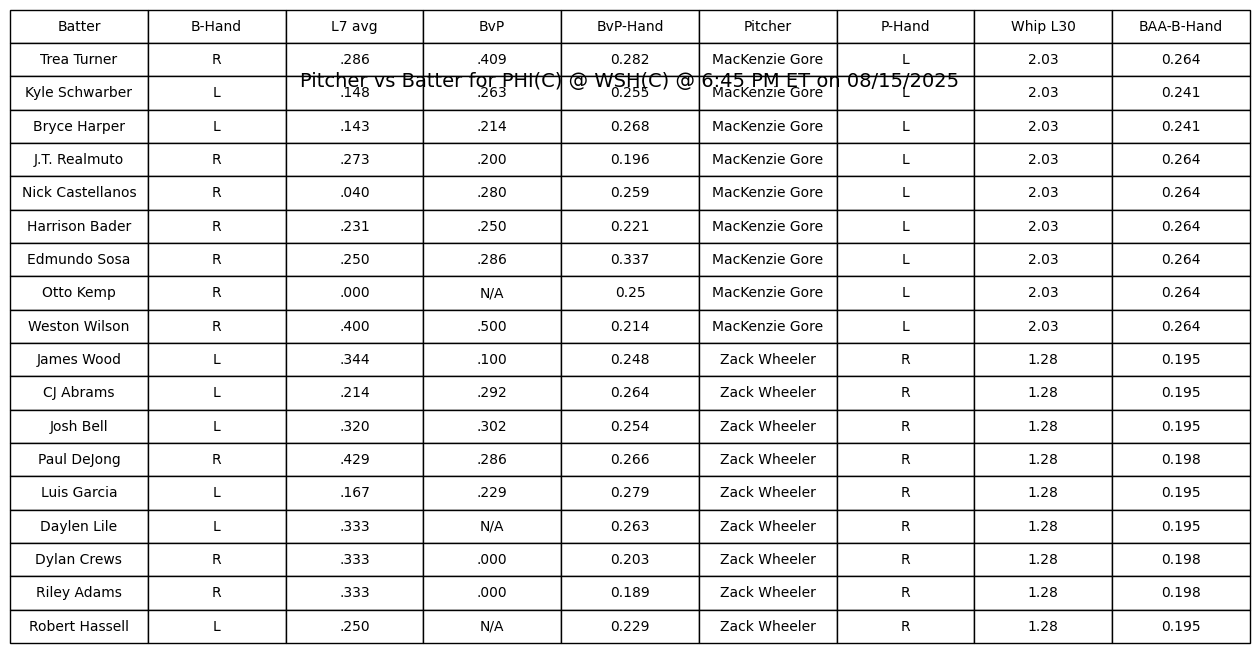 Batter B-Hand L7 avg BvP BvP-Hand Pitcher P-Hand Whip L30 BAA-B-Hand
Trea Turner R .286 .409 0.282 MacKenzie Gore L 2.03 0.264
Pitcher vs Batter for PHI(C) @ WSH(C) @ 6:45 PM ET on 08/15/2025
Kyle Schwarber L .148 .263 0.255 MacKenzie Gore L 2.03 0.241
Bryce Harper L .143 .214 0.268 MacKenzie Gore L 2.03 0.241
J.T. Realmuto R .273 .200 0.196 MacKenzie Gore L 2.03 0.264
Nick Castellanos R .040 .280 0.259 MacKenzie Gore L 2.03 0.264
Harrison Bader R .231 .250 0.221 MacKenzie Gore L 2.03 0.264
Edmundo Sosa R .250 .286 0.337 MacKenzie Gore L 2.03 0.264
Otto Kemp R .000 N/A 0.25 MacKenzie Gore L 2.03 0.264
Weston Wilson R .400 .500 0.214 MacKenzie Gore L 2.03 0.264
James Wood L .344 .100 0.248 Zack Wheeler R 1.28 0.195
CJ Abrams L .214 .292 0.264 Zack Wheeler R 1.28 0.195
Josh Bell L .320 .302 0.254 Zack Wheeler R 1.28 0.195
Paul DeJong R .429 .286 0.266 Zack Wheeler R 1.28 0.198
Luis Garcia L .167 .229 0.279 Zack Wheeler R 1.28 0.195
Daylen Lile L .333 N/A 0.263 Zack Wheeler R 1.28 0.195
Dylan Crews R .333 .000 0.203 Zack Wheeler R 1.28 0.198
Riley Adams R .333 .000 0.189 Zack Wheeler R 1.28 0.198
Robert Hassell L .250 N/A 0.229 Zack Wheeler R 1.28 0.195